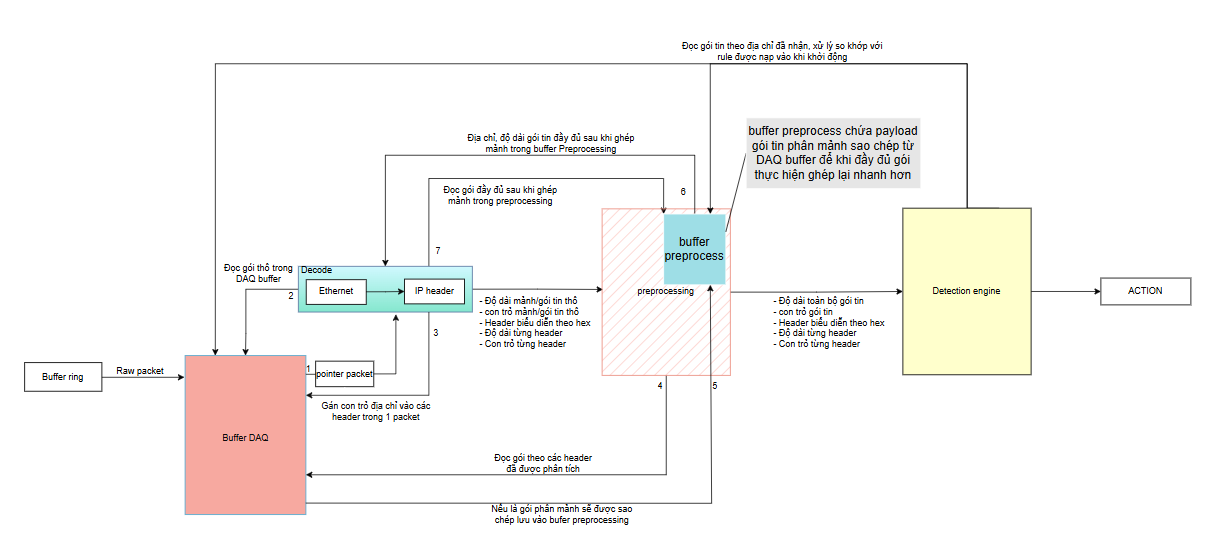 Đọc gói tin theo địa chỉ đã nhận, xử lý so khớp với
rule được nạp vào khi khởi động
buffer preprocess chứa payload
gói tin phân mảnh sao chép từ
DAQ buffer để khi đầy đủ gói
thực hiện ghép lại nhanh hơn
Địa chỉ, độ dài gói tin đầy đủ sau khi ghép
mảnh trong buffer Preprocessing
Đọc gói đầy đủ sau khi ghép
mảnh trong preprocessing
6
7
buffer
preprocess
preprocessing
Đọc gói thô trong
DAQ buffer
2
Decode
Ethernet
IP header
3
- Độ dài mảnh/gói tin thô
- con trỏ mảnh/gói tin thô
- Header biểu diễn theo hex
- Độ dài từng header
- Con trỏ từng header
- Độ dài toàn bộ gói tin
- con trỏ gói tin
- Header biểu diễn theo hex
- Độ dài từng header
- Con trỏ từng header
Detection engine
ACTION
Buffer ring
Raw packet
1
pointer packet
4
5
Gán con trỏ địa chỉ vào các
header trong 1 packet
Buffer DAQ
Đọc gói theo các header
đã được phân tích
Nếu là gói phân mảnh sẽ được sao
chép lưu vào bufer preprocessing